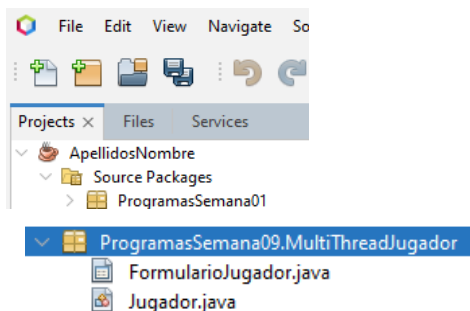 File Edit View Navigate So
Projects × Files Services
ApellidosNombre
Source Packages
ProgramasSemana01
ProgramasSemana09.MultiThreadJugador
FormularioJugador.java
Jugador.java